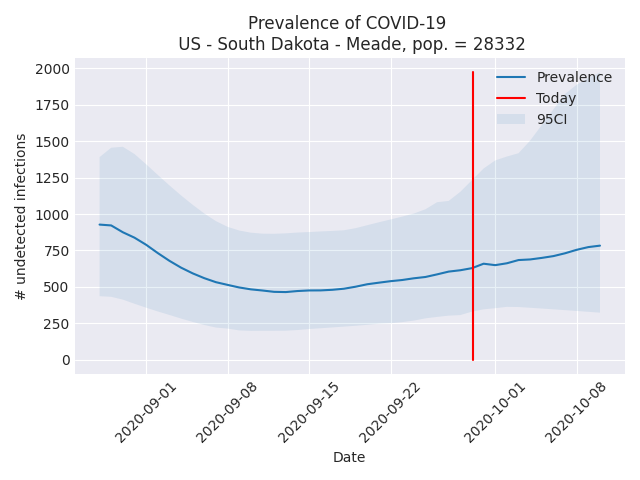 Prevalence of COVID-19
US - South Dakota - Meade, pop. = 28332
2000
1750
1500
1250
1000
750
500
250
0
# undetected infections
Prevalence
Today
95CI
2020-09-01
2020-09-08
2020-09-15
2020-09-22
2020-10-01
2020-10-08
Date